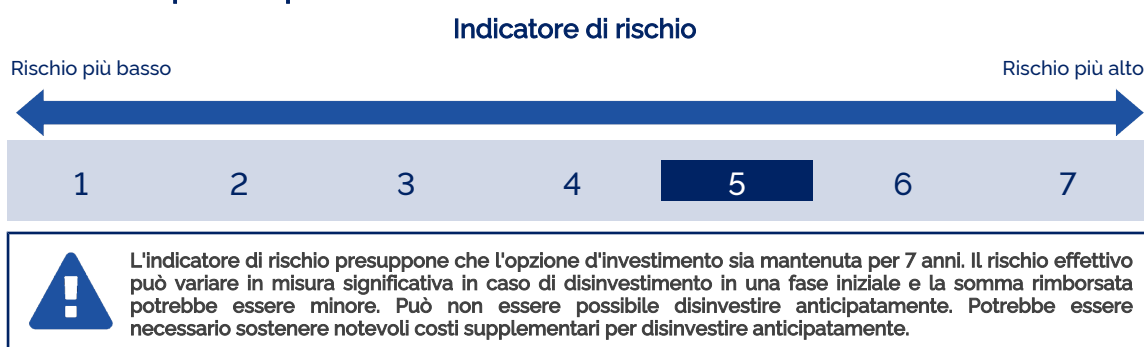 Indicatore di rischio
Rischio più basso
Rischio più alto
1 2 3 4 5 6 7
L'indicatore di rischio presuppone che l'opzione d'investimento sia mantenuta per 7 anni. Il rischio effettivo
può variare in misura significativa in caso di disinvestimento in una fase iniziale e la somma rimborsata
potrebbe essere minore. Può non essere possibile disinvestire anticipatamente. Potrebbe essere
necessario sostenere notevoli costi supplementari per disinvestire anticipatamente.